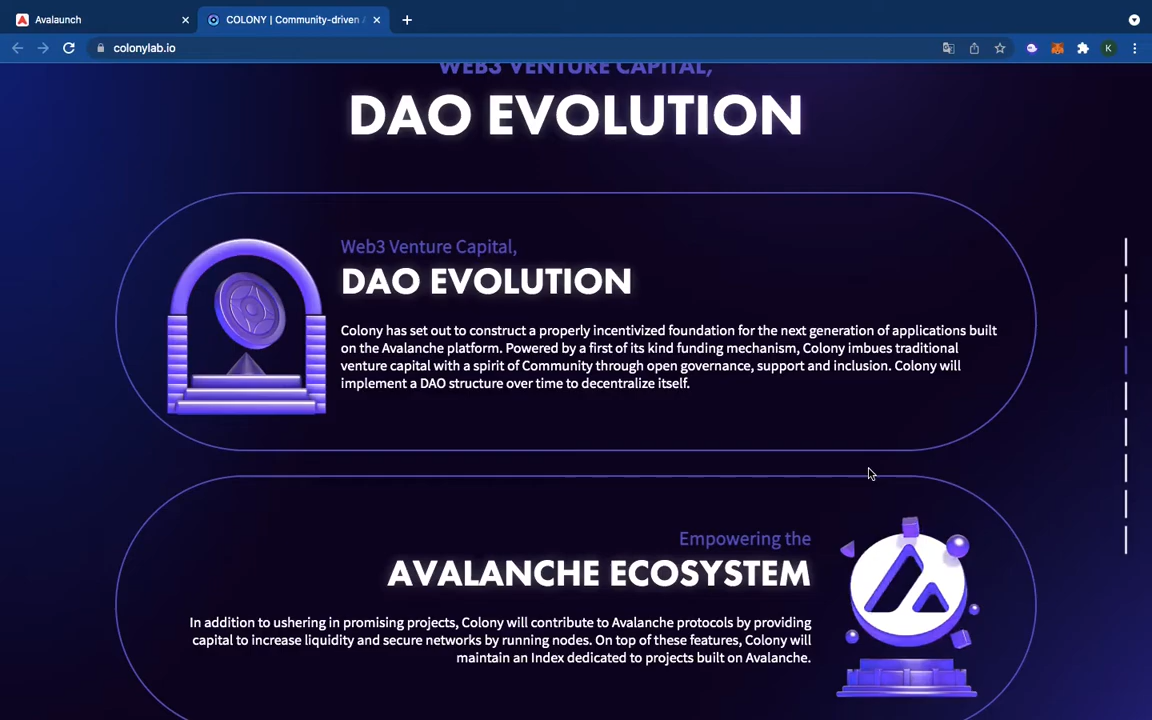 Avalaunch
COLONY | Community-driven
colonylab.io
K
WEB3 VENTURE CAPITAL,
DAO EVOLUTION
Web3 Venture Capital,
DAO EVOLUTION
Colony has set out to construct a properly incentivized foundation for the next generation of applications built
on the Avalanche platform. Powered by a first of its kind funding mechanism, Colony imbues traditional
venture capital with a spirit of Community through open governance, support and inclusion. Colony will
implement a DAO structure over time to decentralize itself.
Empowering the
AVALANCHE ECOSYSTEM
In addition to ushering in promising projects, Colony will contribute to Avalanche protocols by providing
capital to increase liquidity and secure networks by running nodes. On top of these features, Colony will
maintain an Index dedicated to projects built on Avalanche.